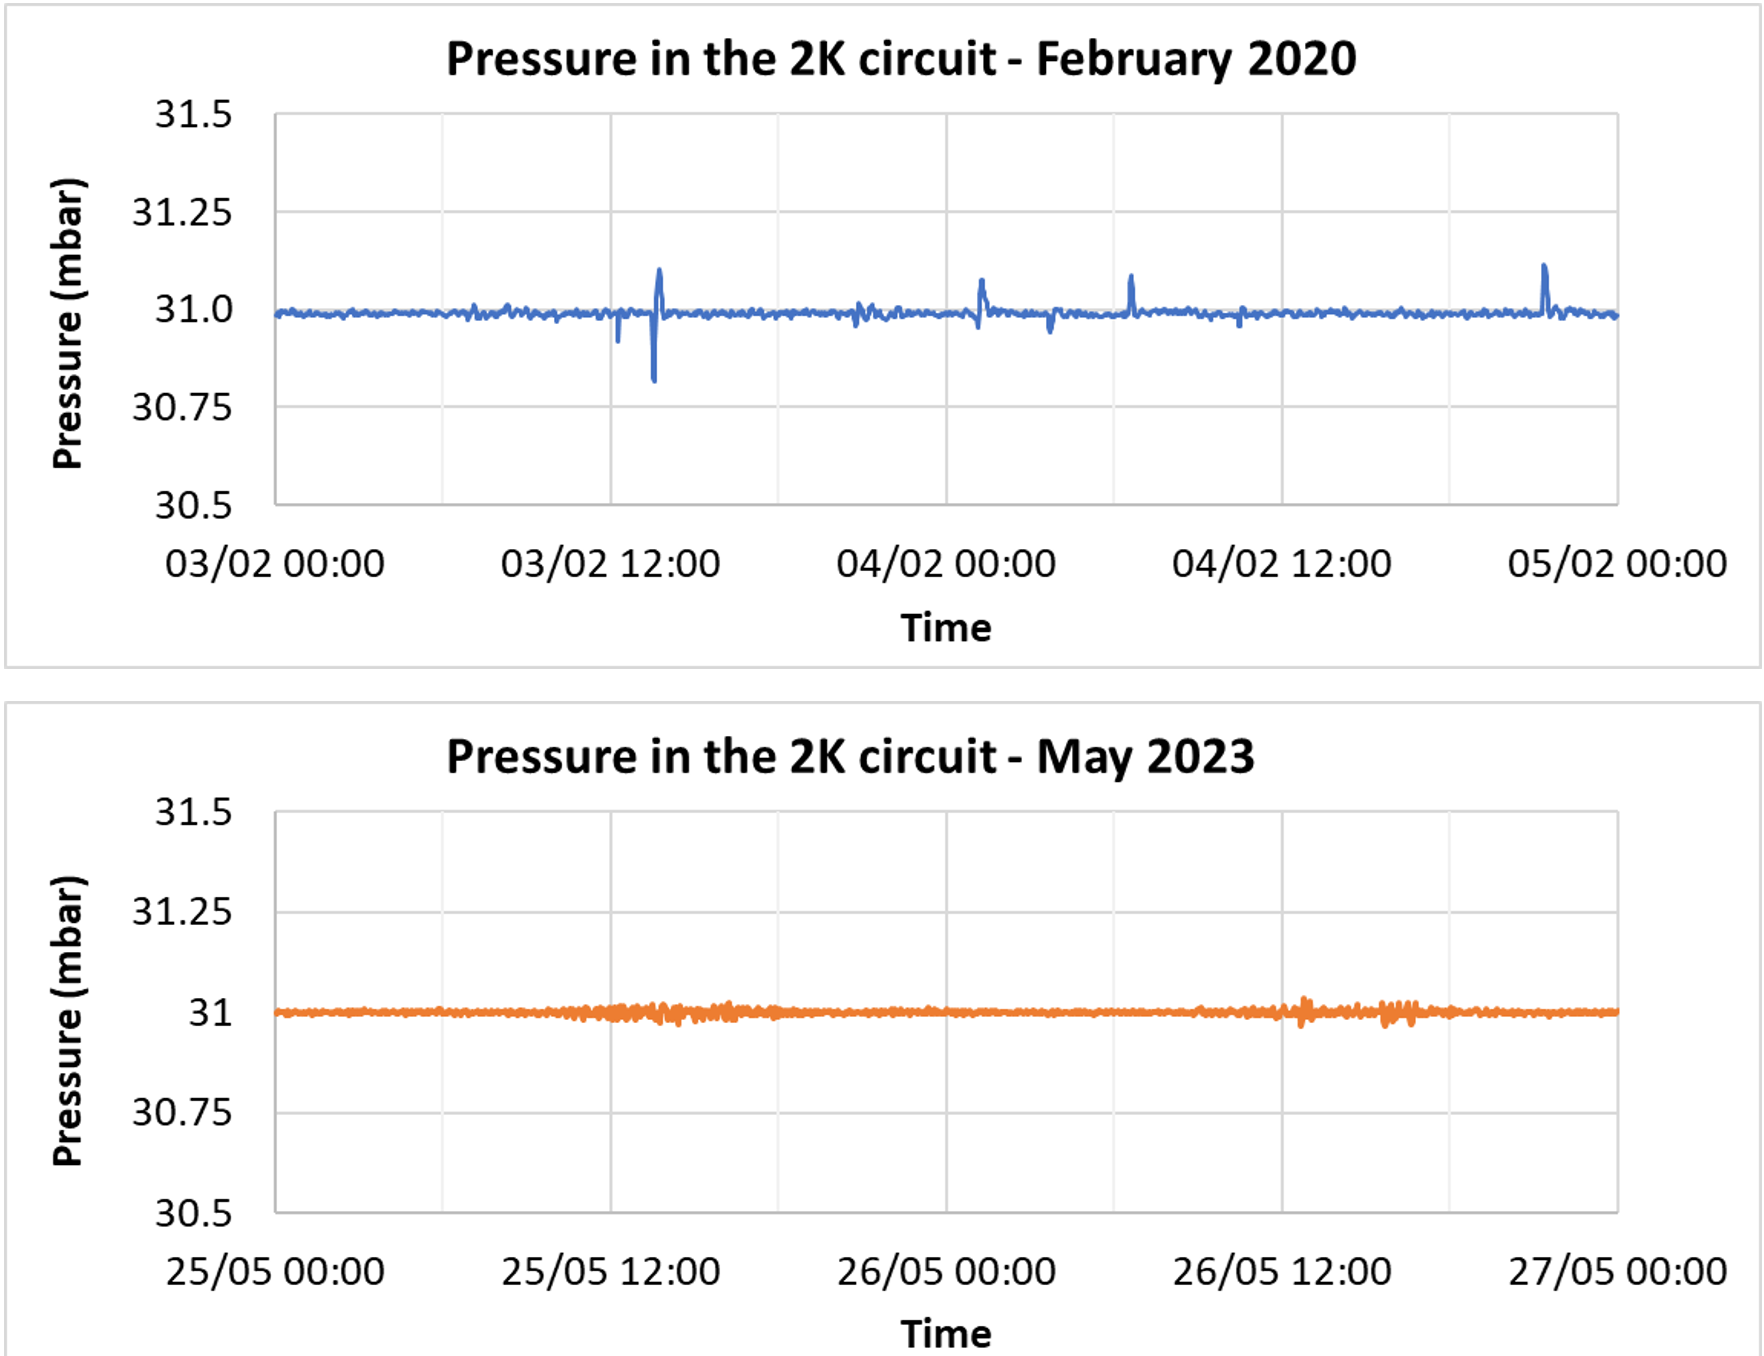 Pressure in the 2K circuit - February 2020
31.5
31.25
31.0
30.75
30.5
Pressure (mbar)
03/02 00:00 03/02 12:00 04/02 00:00 04/02 12:00 05/02 00:00
Time
Pressure in the 2K circuit - May 2023
31.5
31.25
31
30.75
30.5
Pressure (mbar)
25/05 00:00 25/05 12:00 26/05 00:00 26/05 12:00 27/05 00:00
Time